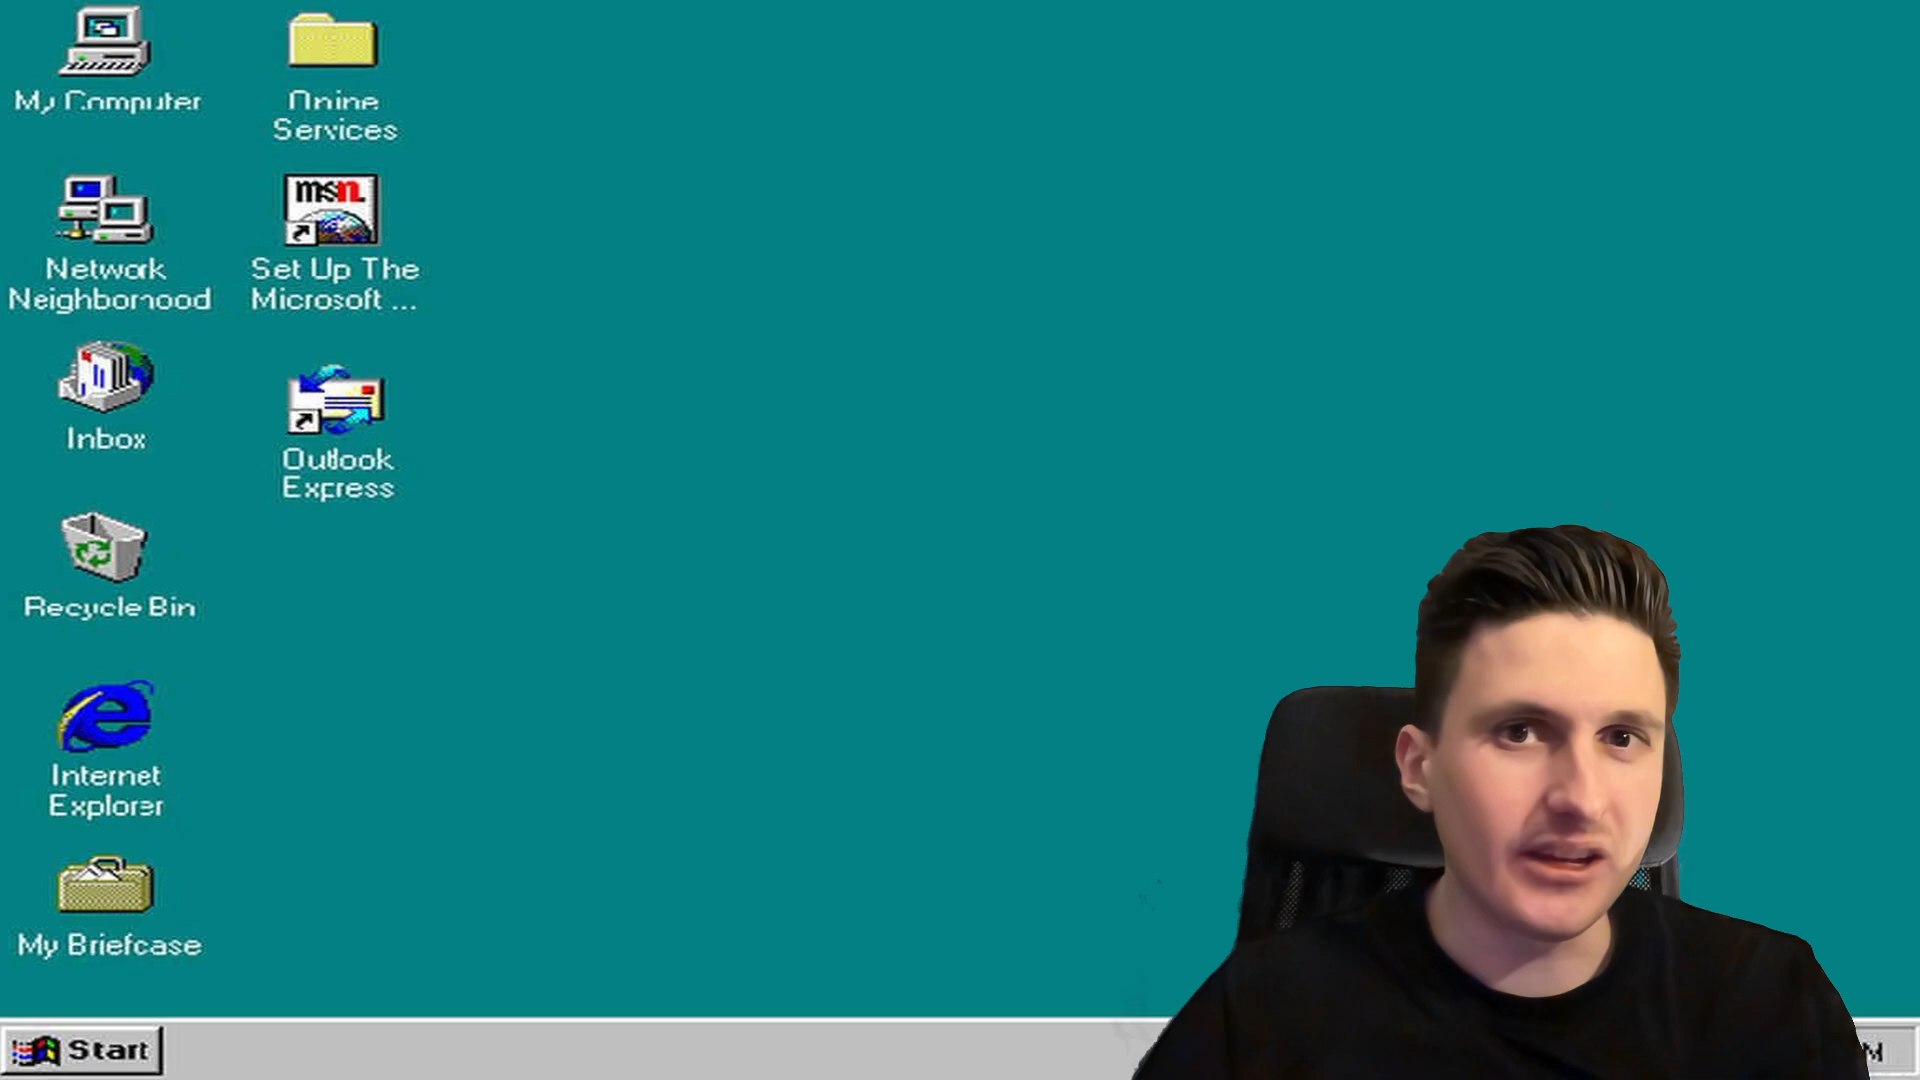 My Computer
Online
Services
msn.
Network
Neighborhood
Set Up The
Microsoft ...
Inbox
Outlook
Express
Recycle Bin
Internet
Explorer
My Briefcase
Start
M